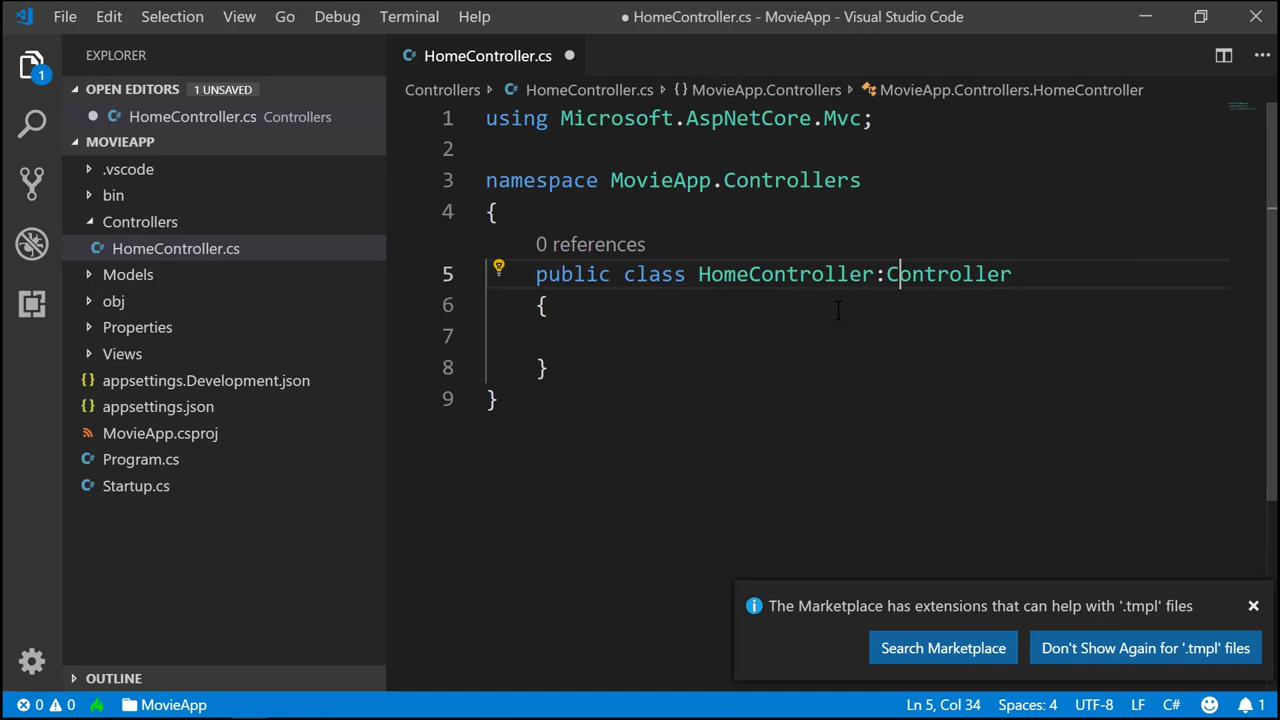 File Edit Selection View Go Debug Terminal Help ● HomeController.cs - MovieApp - Visual Studio Code
EXPLORER
OPEN EDITORS 1 UNSAVED
HomeController.cs Controllers
MOVIEAPP
.vscode
bin
Controllers
HomeController.cs
Models
obj
Properties
Views
appsettings.Development.json
appsettings.json
MovieApp.csproj
Program.cs
Startup.cs
OUTLINE
1
HomeController.cs
Controllers HomeController.cs {} MovieApp.Controllers MovieApp.Controllers.HomeController
1 using Microsoft.AspNetCore.Mvc;
2
3 namespace MovieApp.Controllers
4 {
0 references
5 public class HomeController:Controller
6 {
7
8 }
9 }
The Marketplace has extensions that can help with '.tmpl' files
Search Marketplace Don't Show Again for '.tmpl' files
0 0 MovieApp Ln 5, Col 34 Spaces: 4 UTF-8 LF C# 1